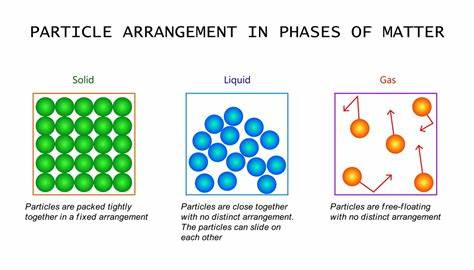 PARTICLE ARRANGEMENT IN PHASES OF MATTER
Solid
Liquid
Gas
Particles are packed tightly
together in a fixed arrangement
Particles are close together
with no distinct arrangement.
The particles can slide on
each other
Particles are free-floating
with no distinct arrangement